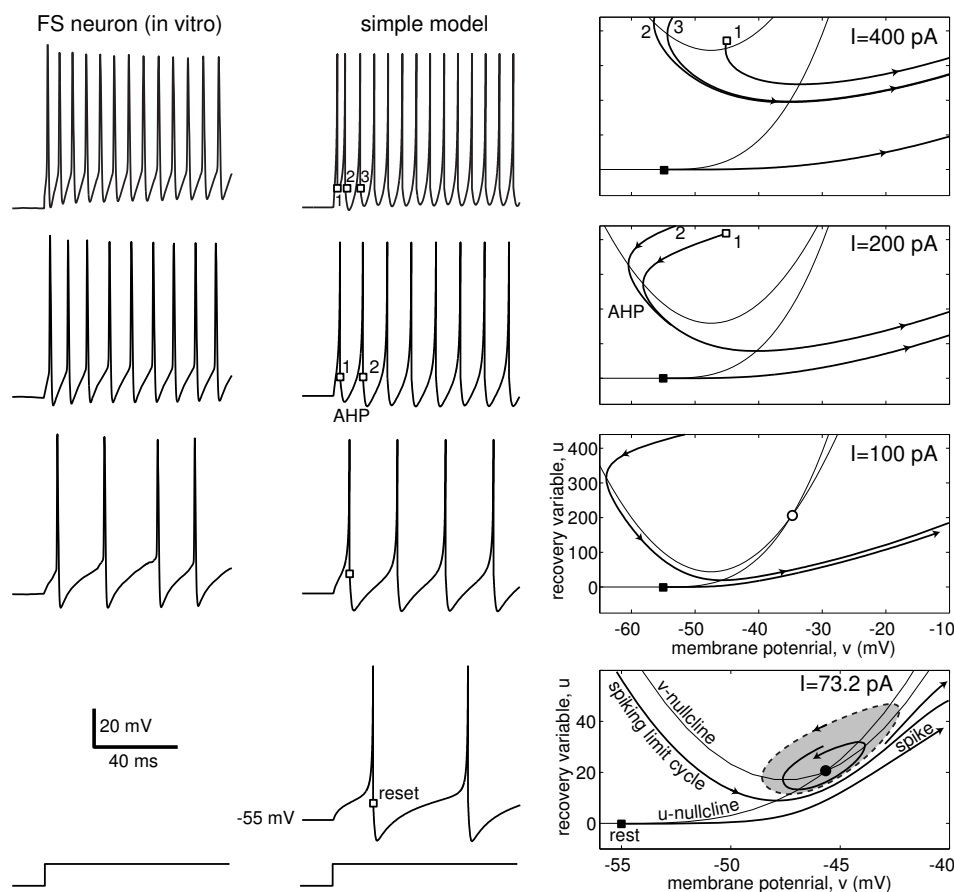 FS neuron (in vitro)
simple model
1
2
3
2
3
1
I=400 pA
1
2
AHP
2
1
I=200 pA
AHP
I=100 pA
recovery variable, u
400
300
200
100
0
-60
-50
-40
-30
-20
-10
membrane potenrial, v (mV)
20 mV
40 ms
-55 mV
reset
I=73.2 pA
v-nullcline
spiking limit cycle
spike
u-nullcline
rest
recovery variable, u
40
20
0
-55
-50
-45
-40
membrane potenrial, v (mV)